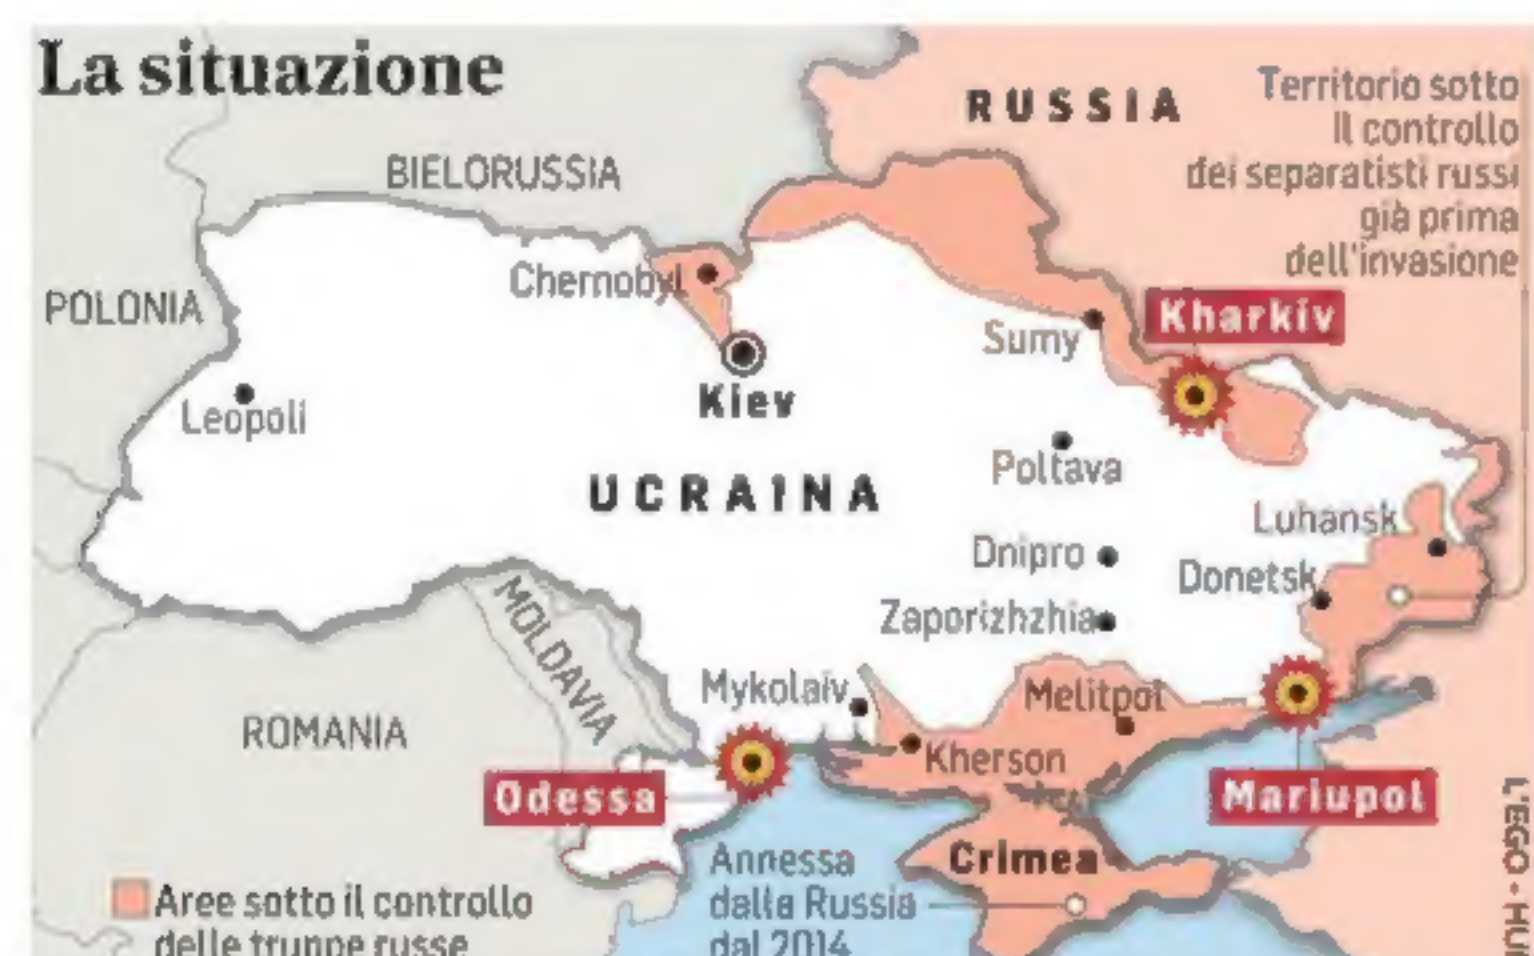 La situazione
RUSSIA
Territorio sotto
il controllo
dei separatisti russi
già prima
dell'invasione
BIELORUSSIA
POLONIA
Chernobyl
Kharkiv
Sumy
Kiev
Leopoli
Poltava
UCRAINA
Luhansk
Dnipro
Donetsk
Zaporizhzhia
MOLDAVIA
Mykolaiv
Melitpol
ROMANIA
Kherson
Odessa
Mariupol
Annessa
dalla Russia
dal 2014
Crimea
Aree sotto il controllo
delle truppe russe
L'EGO - HUB